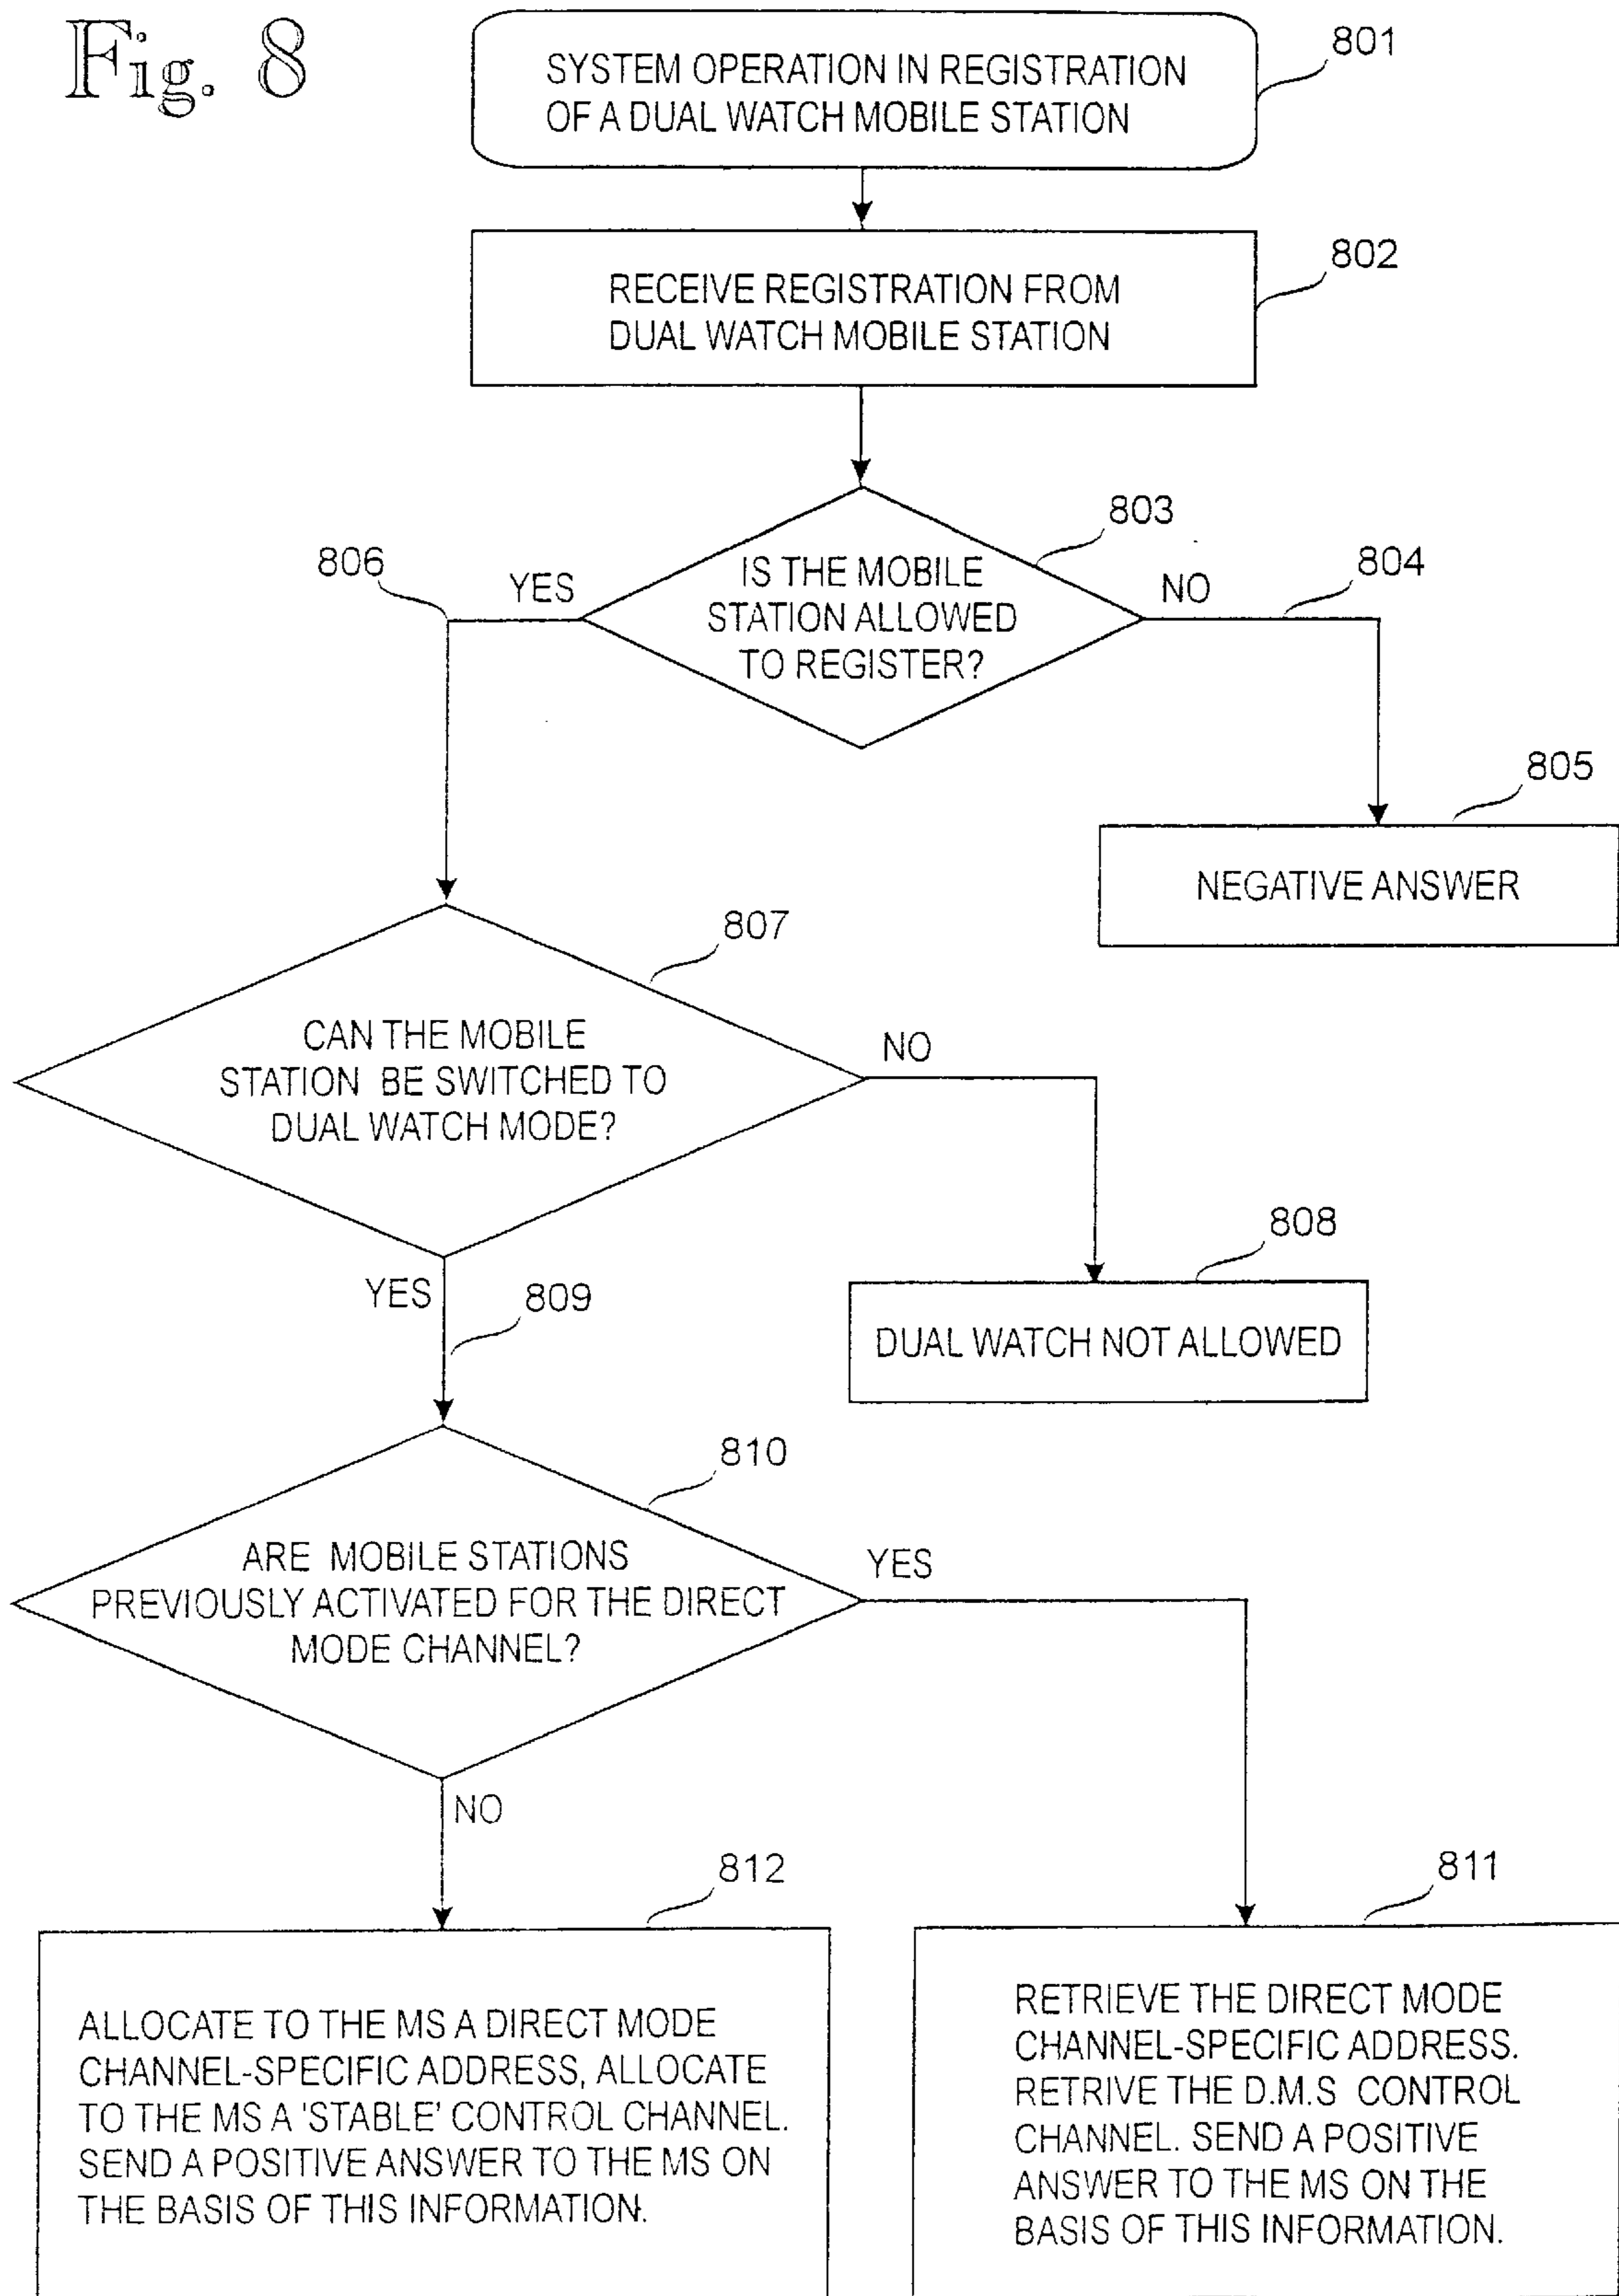 Fig. 8
SYSTEM OPERATION IN REGISTRATION
OF A DUAL WATCH MOBILE STATION
801
RECEIVE REGISTRATION FROM
DUAL WATCH MOBILE STATION
802
803
IS THE MOBILE
STATION ALLOWED
TO REGISTER?
806
YES
NO
804
805
NEGATIVE ANSWER
807
CAN THE MOBILE
STATION BE SWITCHED TO
DUAL WATCH MODE?
NO
808
DUAL WATCH NOT ALLOWED
YES
809
810
ARE MOBILE STATIONS
PREVIOUSLY ACTIVATED FOR THE DIRECT
MODE CHANNEL?
YES
NO
812
ALLOCATE TO THE MS A DIRECT MODE
CHANNEL-SPECIFIC ADDRESS, ALLOCATE
TO THE MS A 'STABLE' CONTROL CHANNEL.
SEND A POSITIVE ANSWER TO THE MS ON
THE BASIS OF THIS INFORMATION.
811
RETRIEVE THE DIRECT MODE
CHANNEL-SPECIFIC ADDRESS.
RETRIVE THE D.M.S CONTROL
CHANNEL. SEND A POSITIVE
ANSWER TO THE MS ON THE
BASIS OF THIS INFORMATION.